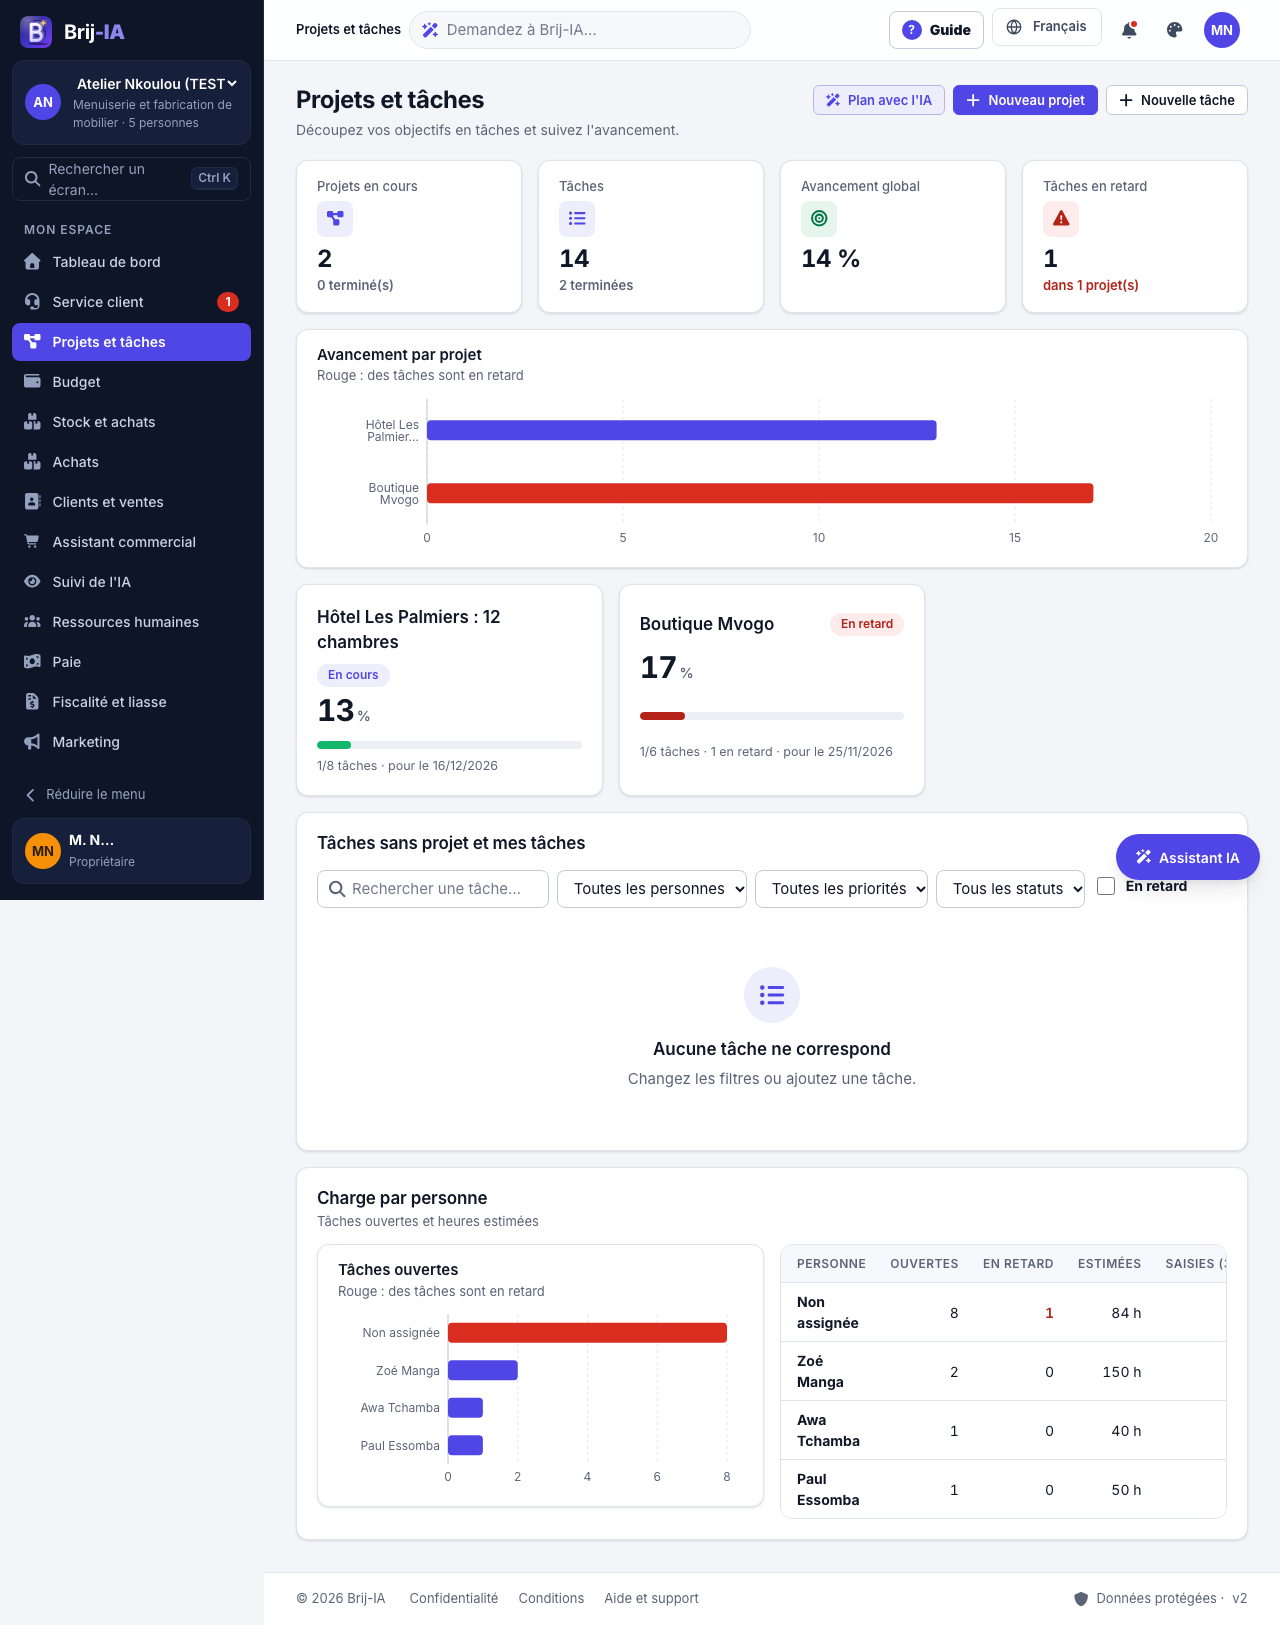 Brij-IA
AN
Atelier Nkoulou (TEST
Menuiserie et fabrication de
mobilier · 5 personnes
Rechercher un
écran...
Ctrl K
MON ESPACE
Tableau de bord
Service client
1
Projets et tâches
Budget
Stock et achats
Achats
Clients et ventes
Assistant commercial
Suivi de l'IA
Ressources humaines
Paie
Fiscalité et liasse
Marketing
Réduire le menu
MN
M. N...
Propriétaire
Projets et tâches
Demandez à Brij-IA...
? Guide
Français
MN
Projets et tâches
Découpez vos objectifs en tâches et suivez l'avancement.
Plan avec l'IA
Nouveau projet
Nouvelle tâche
Projets en cours
2
0 terminé(s)
Tâches
14
2 terminées
Avancement global
14 %
Tâches en retard
1
dans 1 projet(s)
Avancement par projet
Rouge : des tâches sont en retard
Hôtel Les
Palmier...
Boutique
Mvogo
0 5 10 15 20
Hôtel Les Palmiers : 12
chambres
En cours
13 %
1/8 tâches · pour le 16/12/2026
Boutique Mvogo
En retard
17 %
1/6 tâches · 1 en retard · pour le 25/11/2026
Tâches sans projet et mes tâches
Assistant IA
Rechercher une tâche...
Toutes les personnes
Toutes les priorités
Tous les statuts
En retard
Aucune tâche ne correspond
Changez les filtres ou ajoutez une tâche.
Charge par personne
Tâches ouvertes et heures estimées
Tâches ouvertes
Rouge : des tâches sont en retard
Non assignée
Zoé Manga
Awa Tchamba
Paul Essomba
0 2 4 6 8
PERSONNE OUVERTES EN RETARD ESTIMÉES SAISIES (3
Non
assignée 8 1 84 h
Zoé
Manga 2 0 150 h
Awa
Tchamba 1 0 40 h
Paul
Essomba 1 0 50 h
© 2026 Brij-IA Confidentialité Conditions Aide et support
Données protégées · v2